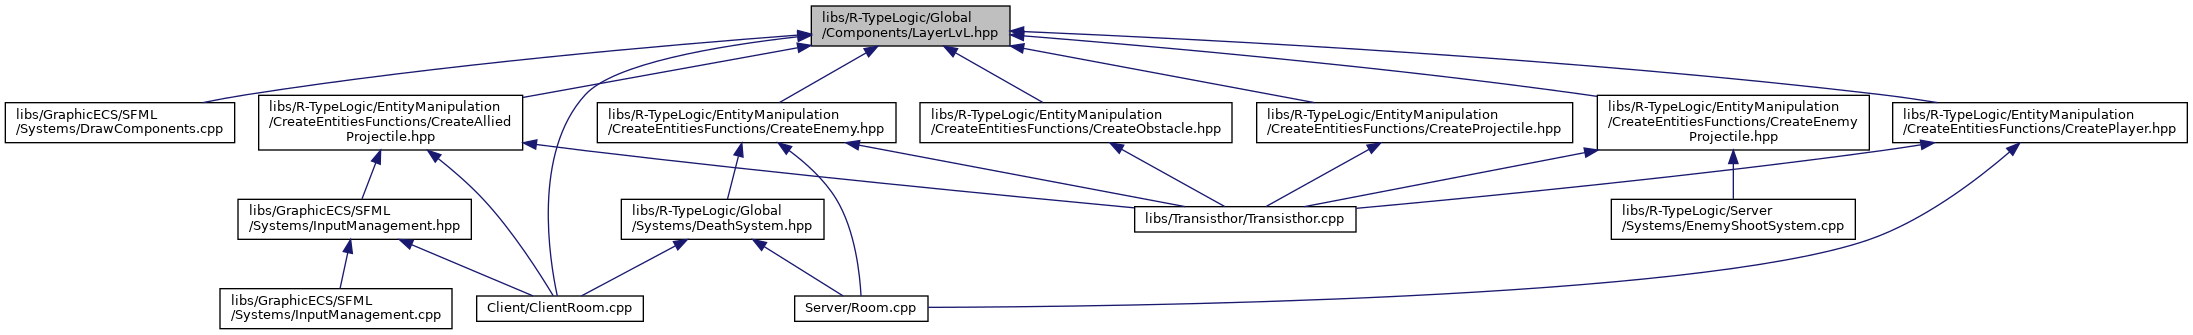 libs/R-TypeLogic/Global
/Components/LayerLvL.hpp
libs/GraphicECS/SFML
/Systems/DrawComponents.cpp
libs/R-TypeLogic/EntityManipulation
/CreateEntitiesFunctions/CreateAllied
Projectile.hpp
libs/R-TypeLogic/EntityManipulation
/CreateEntitiesFunctions/CreateEnemy.hpp
libs/R-TypeLogic/EntityManipulation
/CreateEntitiesFunctions/CreateObstacle.hpp
libs/R-TypeLogic/EntityManipulation
/CreateEntitiesFunctions/CreateProjectile.hpp
libs/R-TypeLogic/EntityManipulation
/CreateEntitiesFunctions/CreateEnemy
Projectile.hpp
libs/R-TypeLogic/EntityManipulation
/CreateEntitiesFunctions/CreatePlayer.hpp
libs/GraphicECS/SFML
/Systems/InputManagement.hpp
libs/R-TypeLogic/Global
/Systems/DeathSystem.hpp
libs/Transisthor/Transisthor.cpp
libs/R-TypeLogic/Server
/Systems/EnemyShootSystem.cpp
libs/GraphicECS/SFML
/Systems/InputManagement.cpp
Client/ClientRoom.cpp
Server/Room.cpp